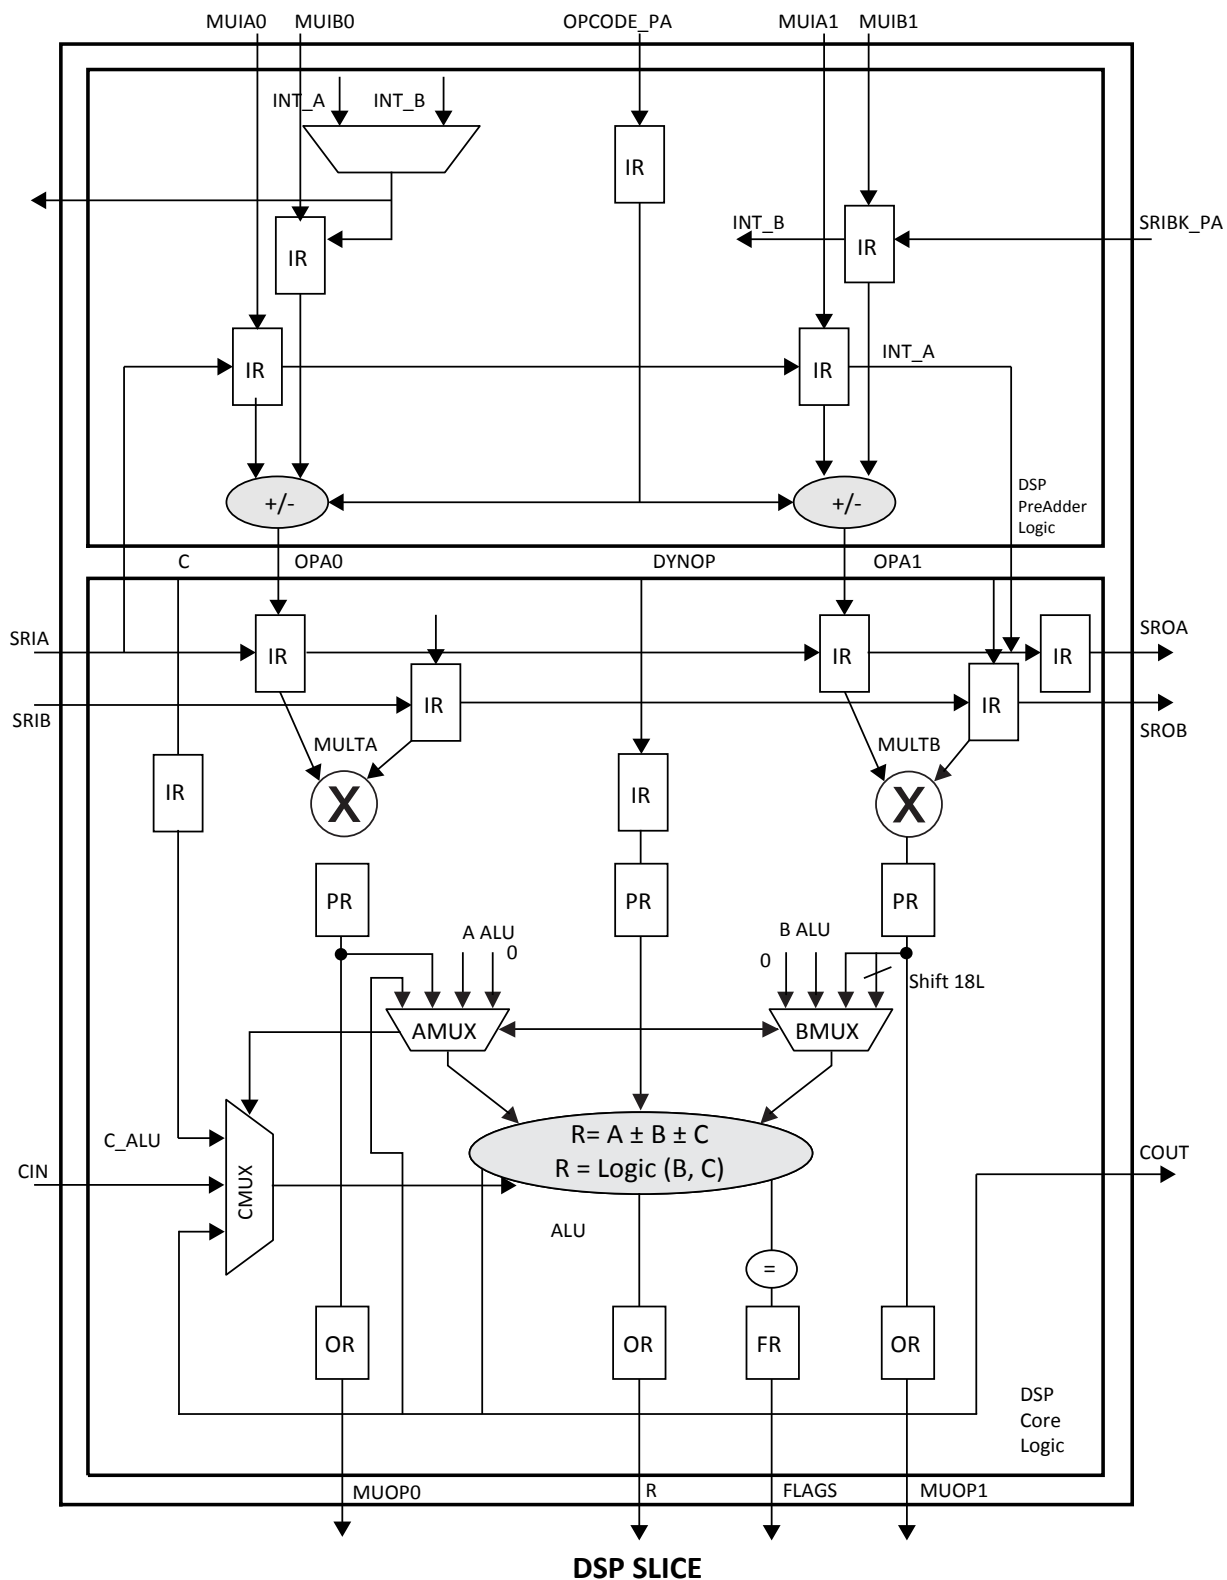 MUIA0
MUIB0
OPCODE_PA
MUIA1
MUIB1
INT_A
INT_B
IR
IR
INT_B
IR
SRIBK_PA
IR
IR
INT_A
+/-
+/-
DSP
PreAdder
Logic
C
OPA0
DYNOP
OPA1
SRIA
IR
IR
IR
SROA
SRIB
IR
IR
SROB
MULTA
MULTB
IR
X
IR
X
PR
PR
PR
A ALU
0
B ALU
0
Shift 18L
AMUX
BMUX
C_ALU
R= A ± B ± C
R = Logic (B, C)
COUT
CIN
CMUX
ALU
=
OR
OR
FR
OR
DSP
Core
Logic
MUOP0
R
FLAGS
MUOP1
DSP SLICE